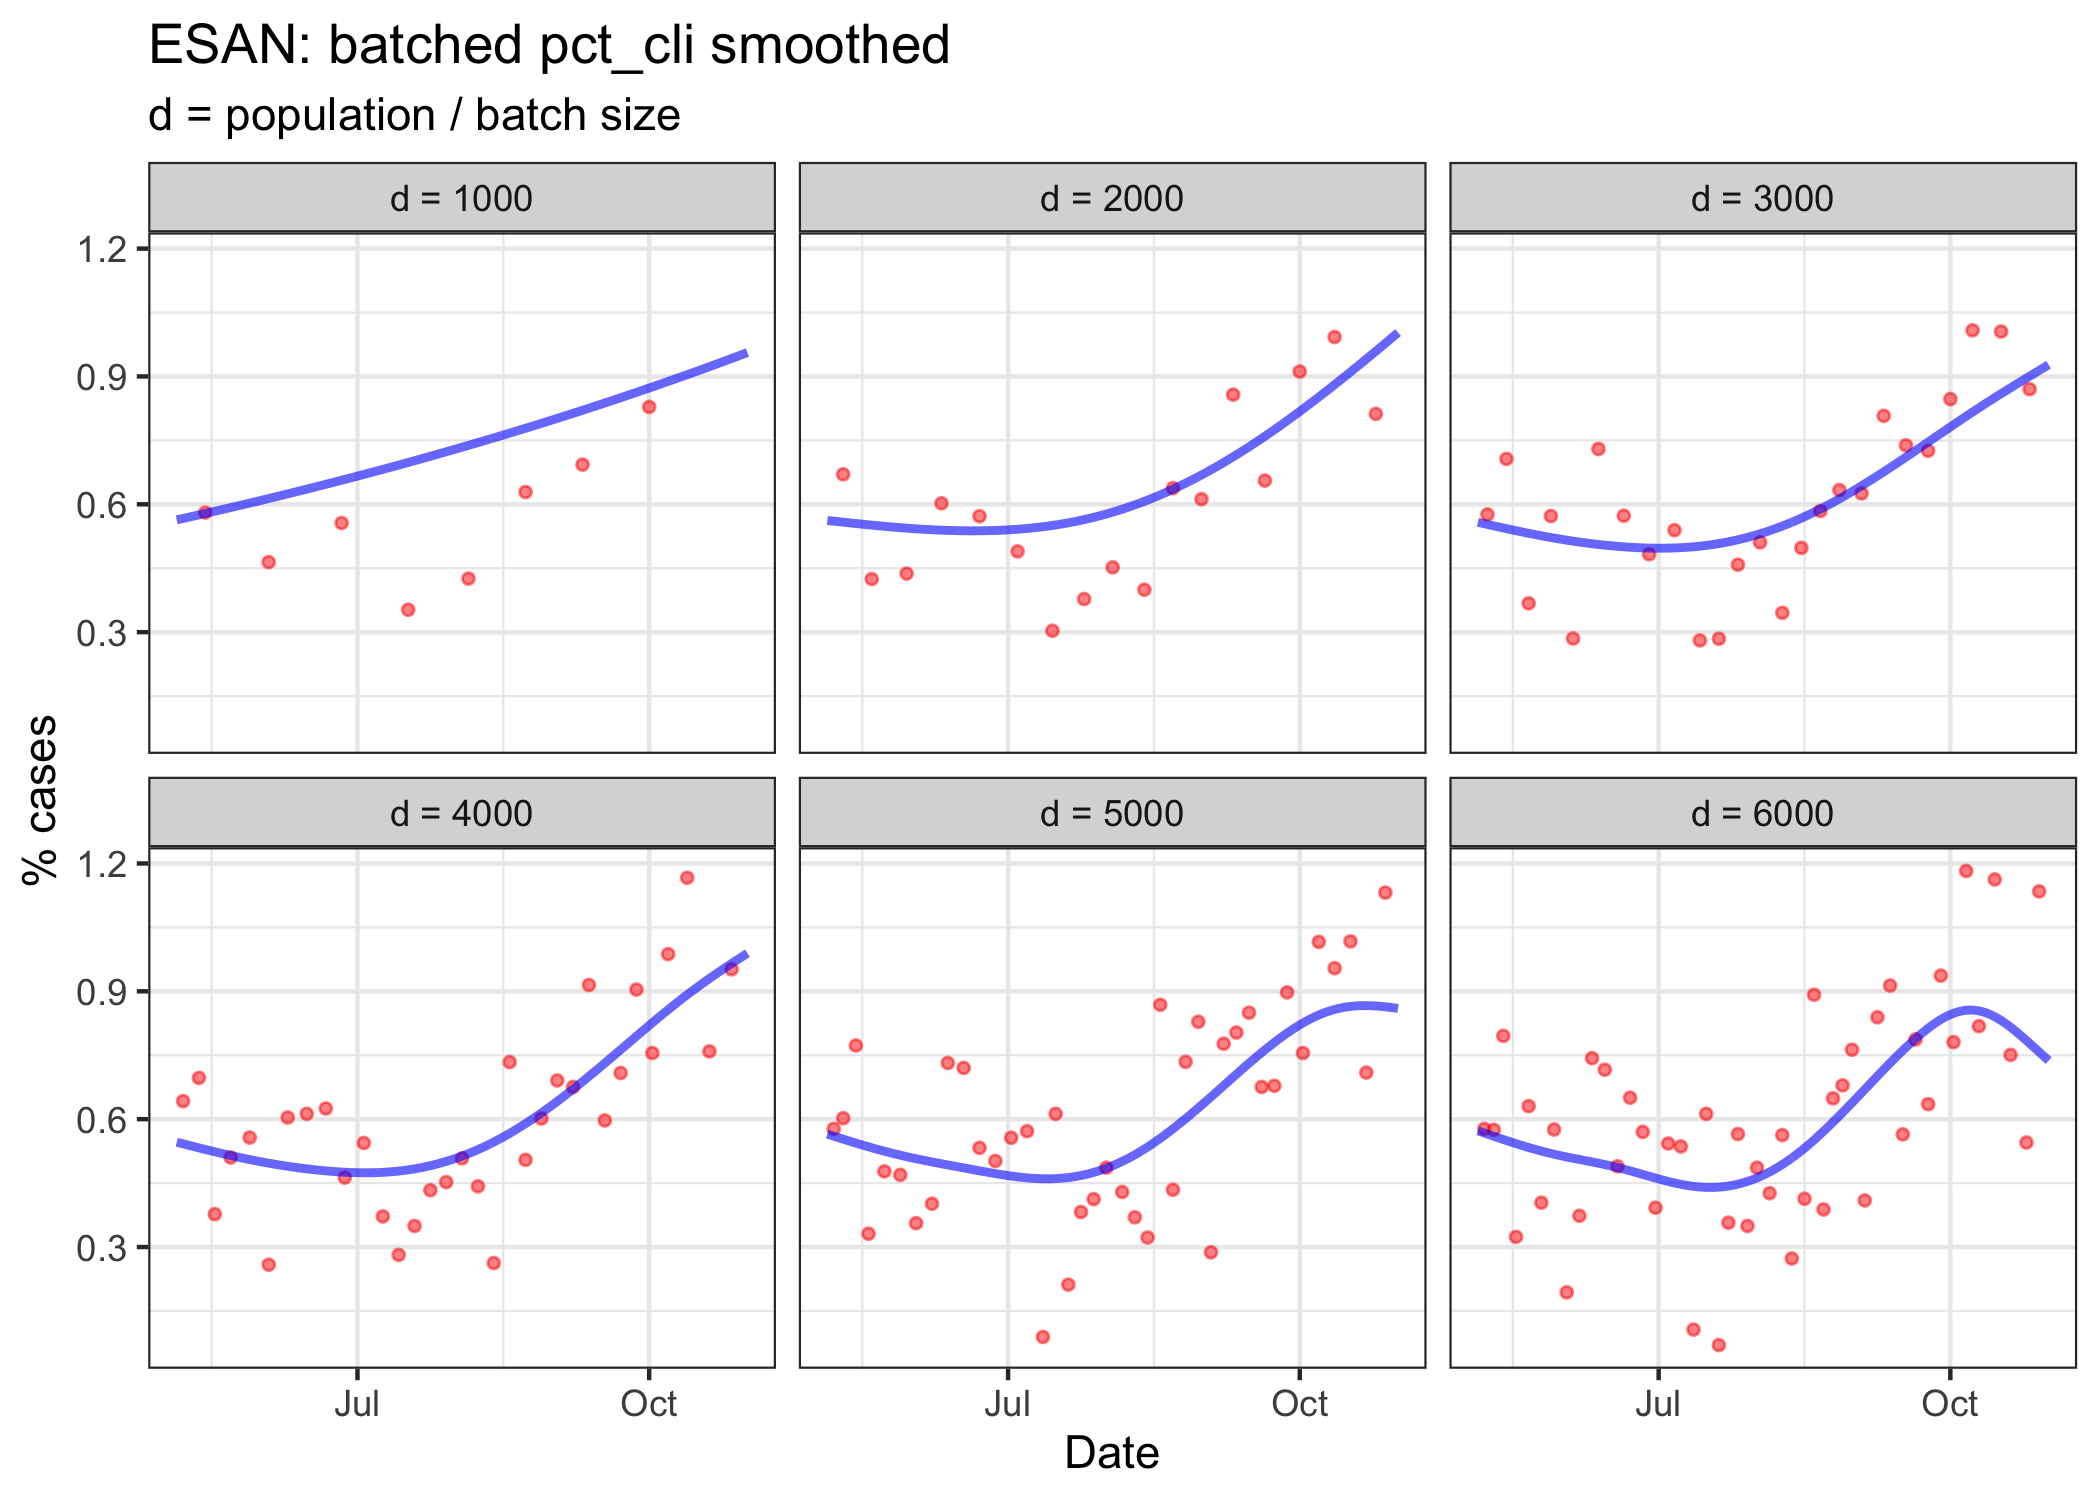 ESAN: batched pct_cli smoothed
d = population / batch size
d = 1000
d = 2000
d = 3000
1.2
0.9
0.6
0.3
% cases
d = 4000
d = 5000
d = 6000
1.2
0.9
0.6
0.3
Jul
Oct
Jul
Oct
Jul
Oct
Date